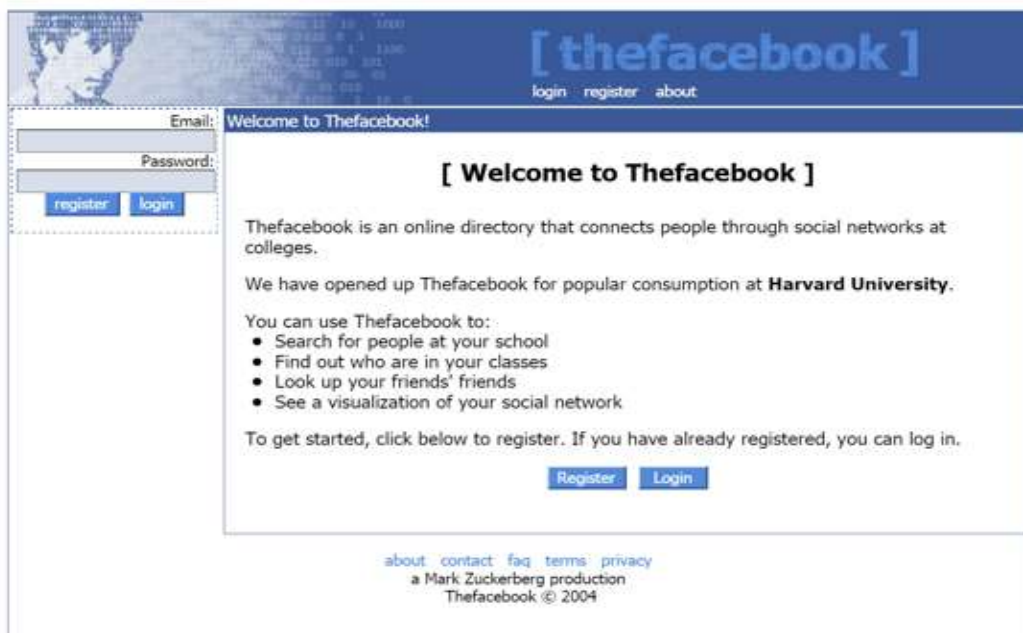 [ thefacebook ]
login register about
Email:
Password:
register login
Welcome to Thefacebook!
[ Welcome to Thefacebook ]
Thefacebook is an online directory that connects people through social networks at
colleges.
We have opened up Thefacebook for popular consumption at Harvard University.
You can use Thefacebook to:
• Search for people at your school
• Find out who are in your classes
• Look up your friends' friends
• See a visualization of your social network
To get started, click below to register. If you have already registered, you can log in.
Register Login
about contact faq terms privacy
a Mark Zuckerberg production
Thefacebook © 2004